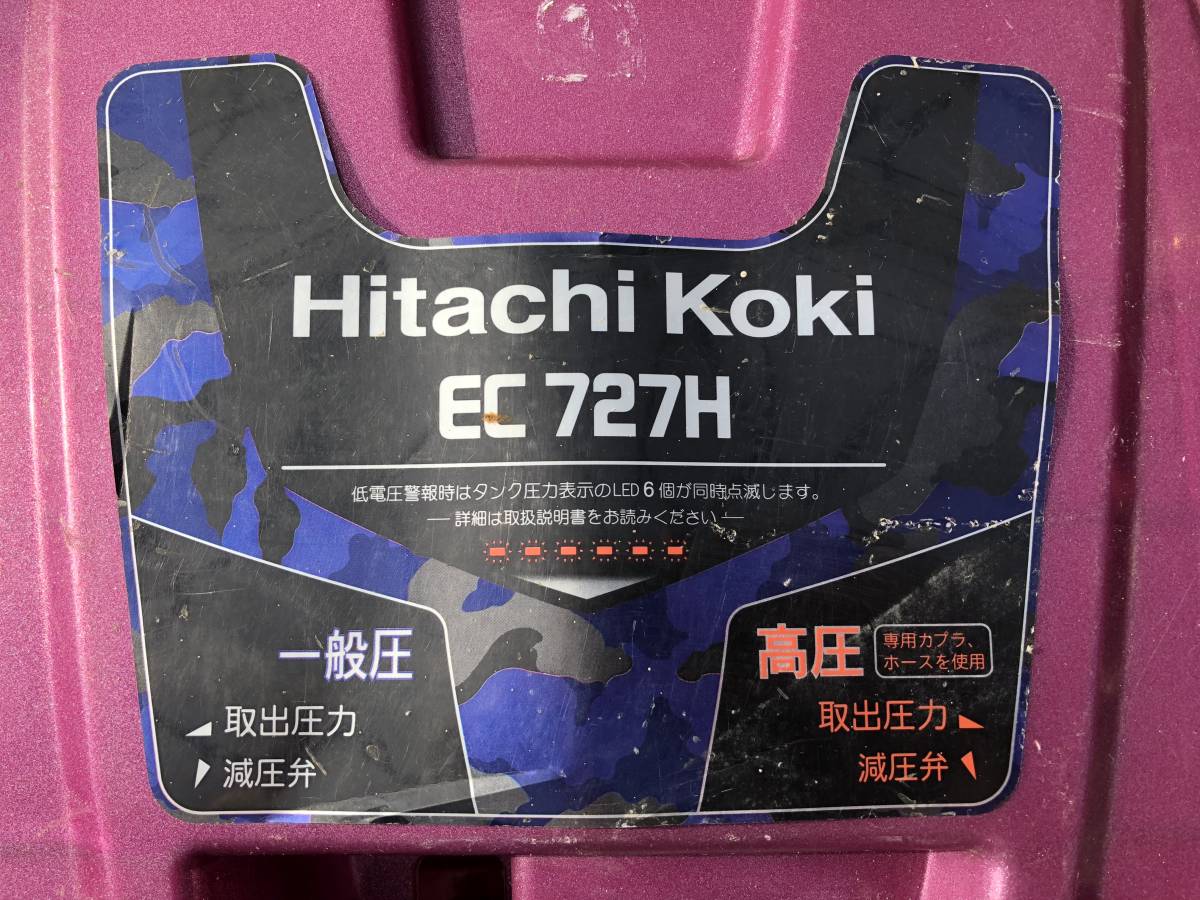 Hitachi Koki
EC 727H
低電圧警報時はタンク圧力表示のLED 6 個が同時点滅します。
― 詳細は取扱説明書をお読みください ―
一般圧
取出圧力
減圧弁
高圧
専用カプラ、
ホースを使用
取出圧力
減圧弁